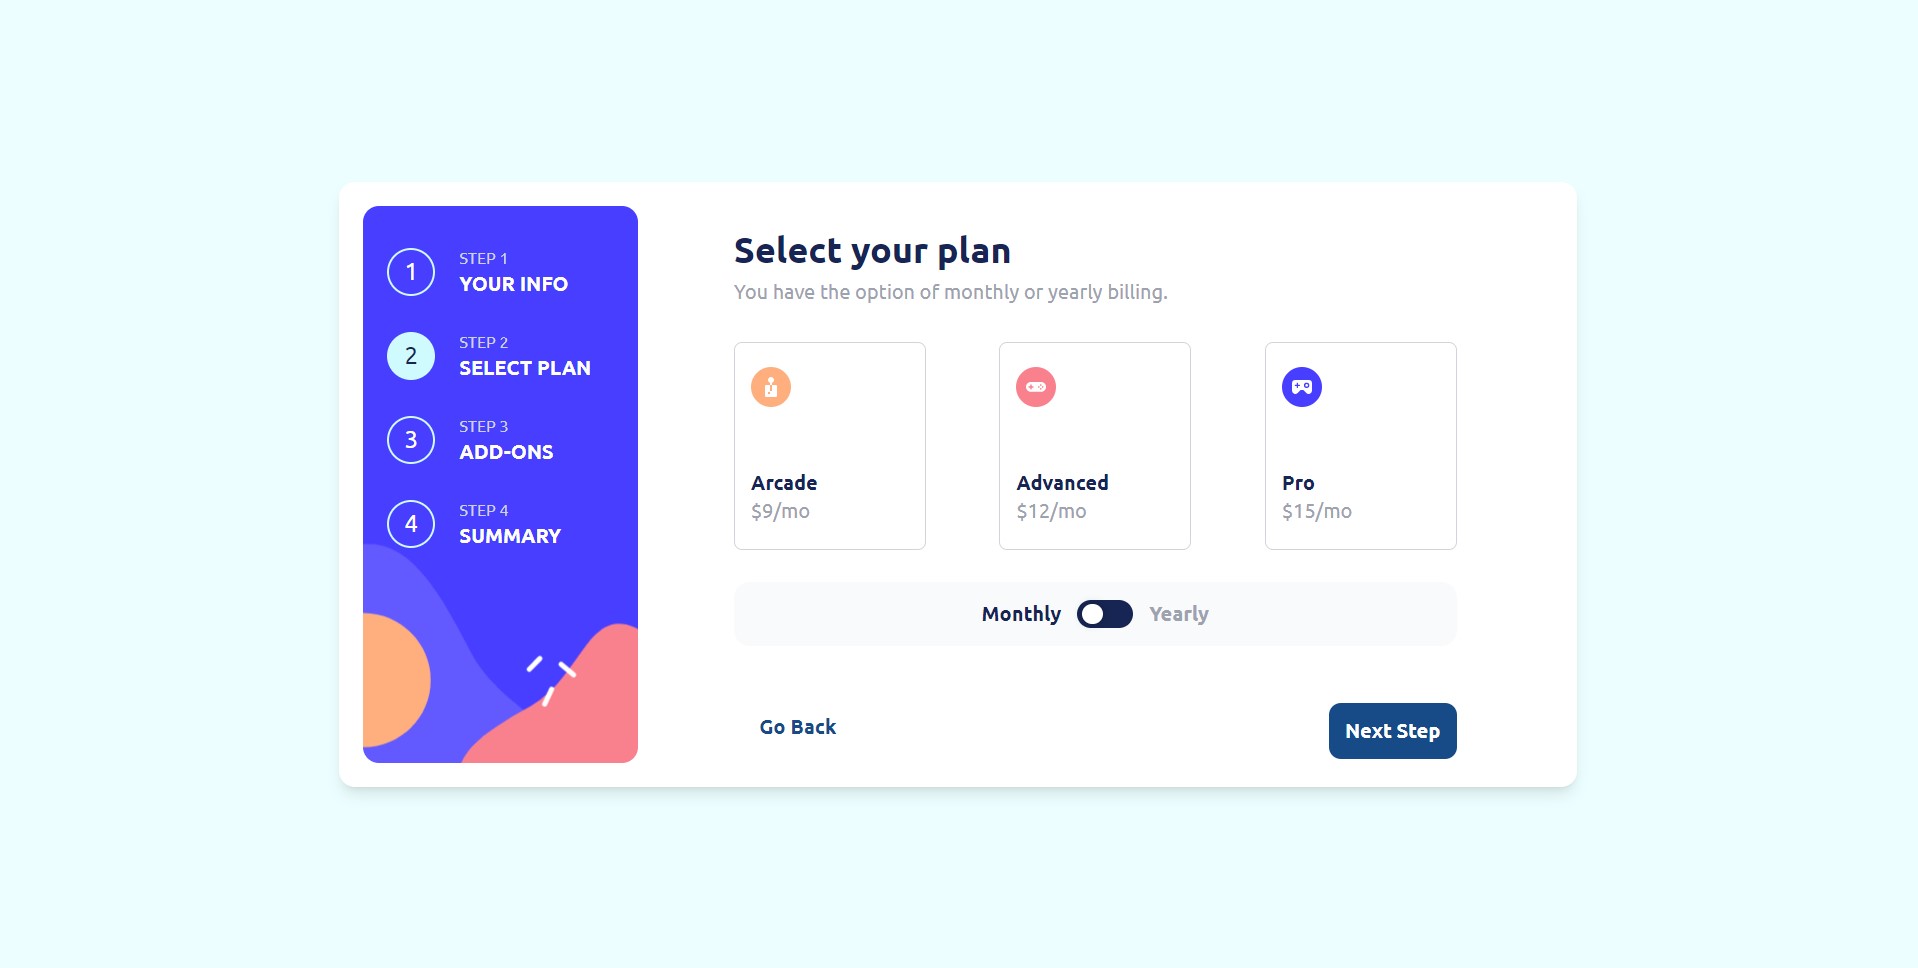 1
STEP 1
YOUR INFO
2
STEP 2
SELECT PLAN
3
STEP 3
ADD-ONS
4
STEP 4
SUMMARY
Select your plan
You have the option of monthly or yearly billing.
Arcade
$9/mo
Advanced
$12/mo
Pro
$15/mo
Monthly Yearly
Go Back
Next Step